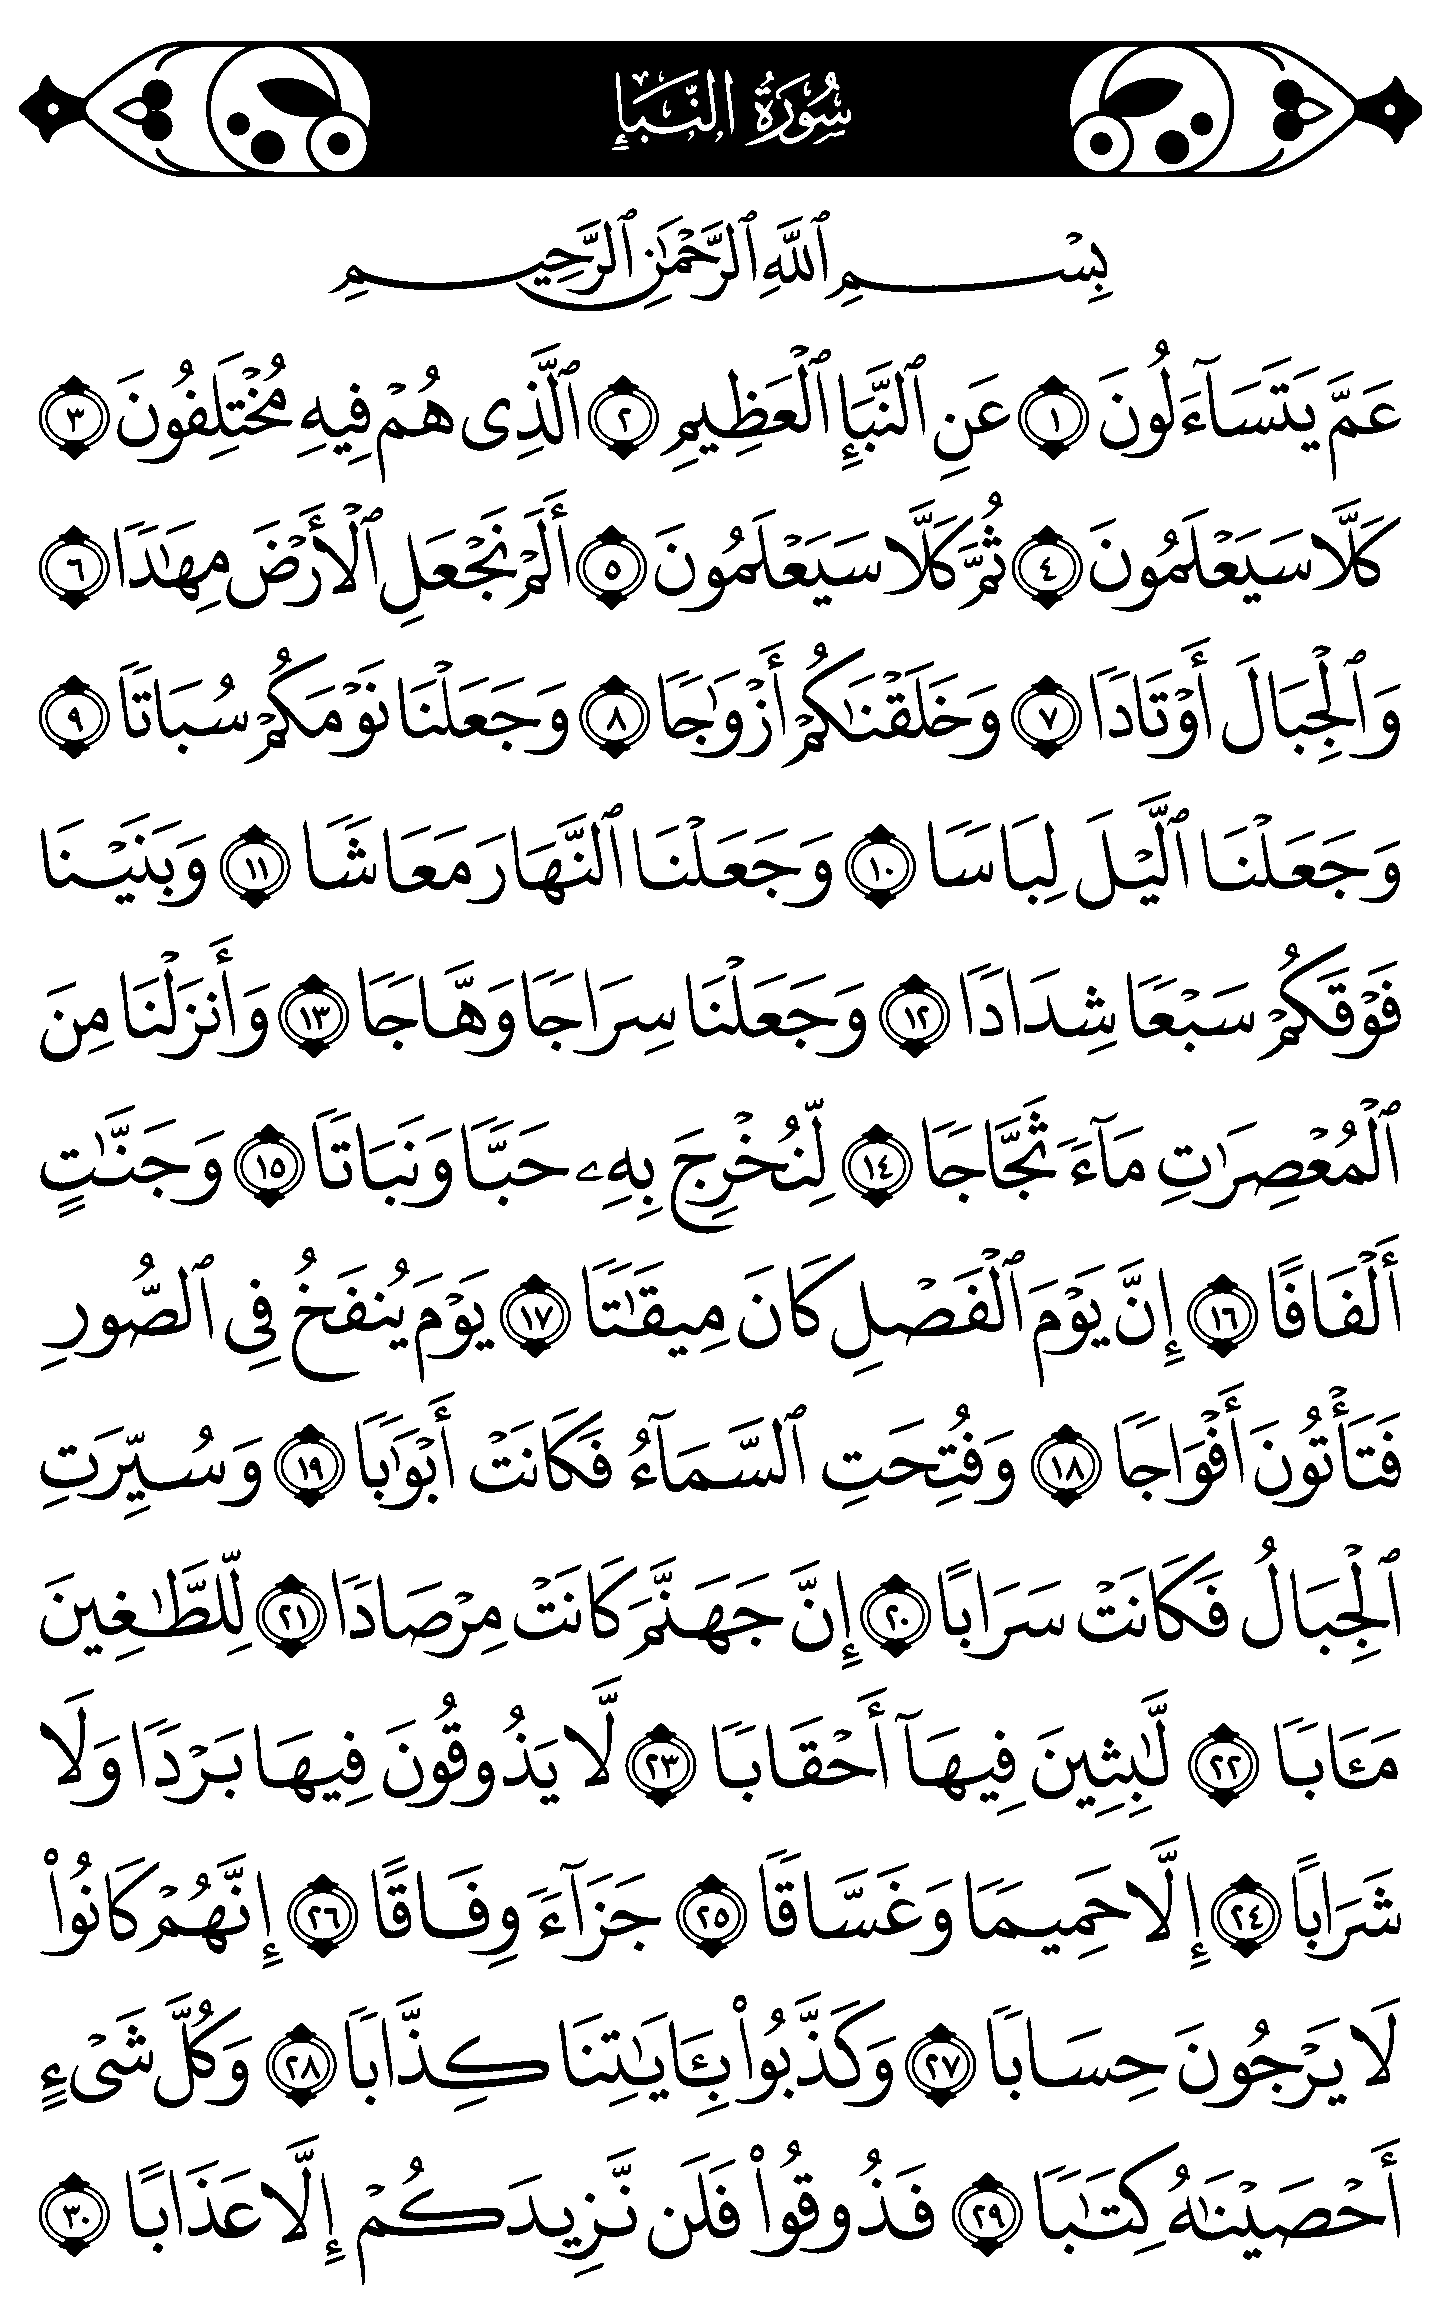 سُورَةُ النَّبَإِ
بِسْمِ ٱللَّهِ ٱلرَّحْمَٰنِ ٱلرَّحِيمِ
عَمَّ يَتَسَآءَلُونَ ١ عَنِ ٱلنَّبَإِ ٱلْعَظِيمِ ٢ ٱلَّذِى هُمْ فِيهِ مُخْتَلِفُونَ ٣
كَلَّا سَيَعْلَمُونَ ٤ ثُمَّ كَلَّا سَيَعْلَمُونَ ٥ أَلَمْ نَجْعَلِ ٱلْأَرْضَ مِهَٰدًا ٦
وَٱلْجِبَالَ أَوْتَادًا ٧ وَخَلَقْنَٰكُمْ أَزْوَٰجًا ٨ وَجَعَلْنَا نَوْمَكُمْ سُبَاتًا ٩
وَجَعَلْنَا ٱلَّيْلَ لِبَاسًا ١٠ وَجَعَلْنَا ٱلنَّهَارَ مَعَاشًا ١١ وَبَنَيْنَا
فَوْقَكُمْ سَبْعًا شِدَادًا ١٢ وَجَعَلْنَا سِرَاجًا وَهَّاجًا ١٣ وَأَنزَلْنَا مِنَ
ٱلْمُعْصِرَٰتِ مَآءً ثَجَّاجًا ١٤ لِّنُخْرِجَ بِهِۦ حَبًّا وَنَبَاتًا ١٥ وَجَنَّٰتٍ
أَلْفَافًا ١٦ إِنَّ يَوْمَ ٱلْفَصْلِ كَانَ مِيقَٰتًا ١٧ يَوْمَ يُنفَخُ فِى ٱلصُّورِ
فَتَأْتُونَ أَفْوَاجًا ١٨ وَفُتِحَتِ ٱلسَّمَآءُ فَكَانَتْ أَبْوَٰبًا ١٩ وَسُيِّرَتِ
ٱلْجِبَالُ فَكَانَتْ سَرَابًا ٢٠ إِنَّ جَهَنَّمَ كَانَتْ مِرْصَادًا ٢١ لِّلطَّٰغِينَ
مَـَٔابًا ٢٢ لَّٰبِثِينَ فِيهَآ أَحْقَابًا ٢٣ لَّا يَذُوقُونَ فِيهَا بَرْدًا وَلَا
شَرَابًا ٢٤ إِلَّا حَمِيمًا وَغَسَّاقًا ٢٥ جَزَآءً وِفَاقًا ٢٦ إِنَّهُمْ كَانُوا۟
لَا يَرْجُونَ حِسَابًا ٢٧ وَكَذَّبُوا۟ بِـَٔايَٰتِنَا كِذَّابًا ٢٨ وَكُلَّ شَىْءٍ
أَحْصَيْنَٰهُ كِتَٰبًا ٢٩ فَذُوقُوا۟ فَلَن نَّزِيدَكُمْ إِلَّا عَذَابًا ٣٠